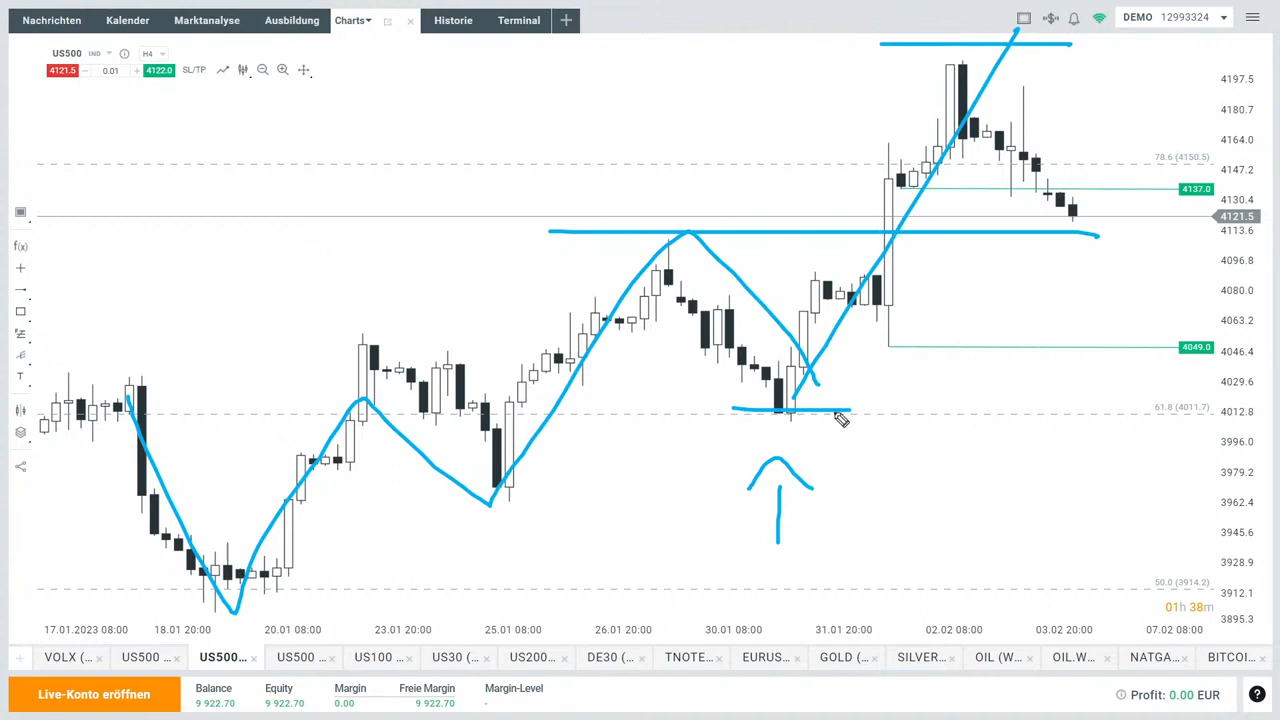 Nachrichten Kalender Marktanalyse Ausbildung Charts Historie Terminal + DEMO 12993324
US500 IND H4
4121.5 0.01 4122.0 SL/TP
4197.5
4180.7
4164.0
78.6 (4150.5)
4147.2
4137.0
4130.4
4121.5
4113.6
4096.8
4080.0
4063.2
4049.0
4046.4
4029.6
61.8 (4011.7)
4012.8
3996.0
3979.2
3962.4
3945.6
3928.9
50.0 (3914.2)
3912.1
01h 38m
3895.3
f(x)
T
17.01.2023 08:00 18.01 20:00 20.01 08:00 23.01 20:00 25.01 08:00 26.01 20:00 30.01 08:00 31.01 20:00 02.02 08:00 03.02 20:00 07.02 08:00
VOLX (... US500 ... US500... US500 ... US100 ... US30 (... US200... DE30 (... TNOTE... EURUS... GOLD (... SILVER... OIL (W... OIL.W... NATGA... BITCOI...
Live-Konto eröffnen
Balance Equity Margin Freie Margin Margin-Level
9 922.70 9 922.70 0.00 9 922.70 -
Profit: 0.00 EUR ?